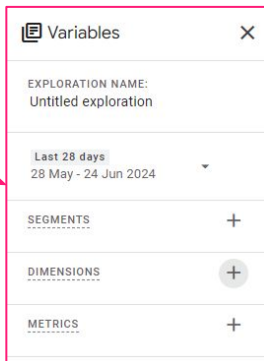 Variables
EXPLORATION NAME:
Untitled exploration
Last 28 days
28 May - 24 Jun 2024
SEGMENTS
DIMENSIONS
METRICS